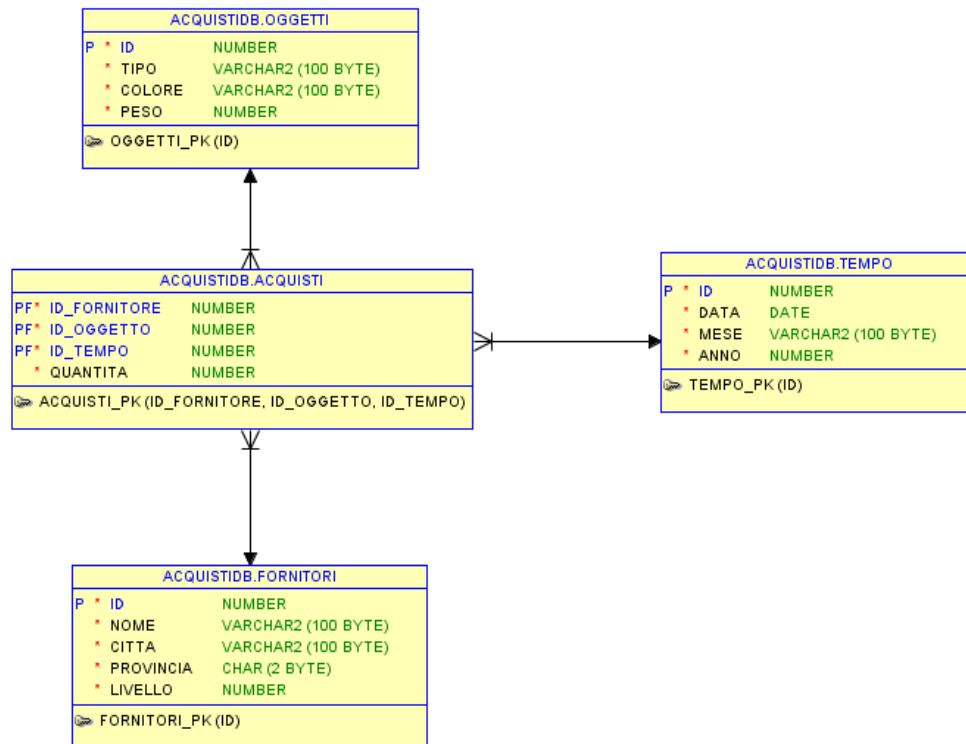 ACQUISTIDB.OGGETTI
P * ID NUMBER
* TIPO VARCHAR2 (100 BYTE)
* COLORE VARCHAR2 (100 BYTE)
* PESO NUMBER
OGGETTI_PK (ID)
ACQUISTIDB.ACQUISTI
PF* ID_FORNITORE NUMBER
PF* ID_OGGETTO NUMBER
PF* ID_TEMPO NUMBER
* QUANTITA NUMBER
ACQUISTI_PK (ID_FORNITORE, ID_OGGETTO, ID_TEMPO)
ACQUISTIDB.TEMPO
P * ID NUMBER
* DATA DATE
* MESE VARCHAR2 (100 BYTE)
* ANNO NUMBER
TEMPO_PK (ID)
ACQUISTIDB.FORNITORI
P * ID NUMBER
* NOME VARCHAR2 (100 BYTE)
* CITTA VARCHAR2 (100 BYTE)
* PROVINCIA CHAR (2 BYTE)
* LIVELLO NUMBER
FORNITORI_PK (ID)